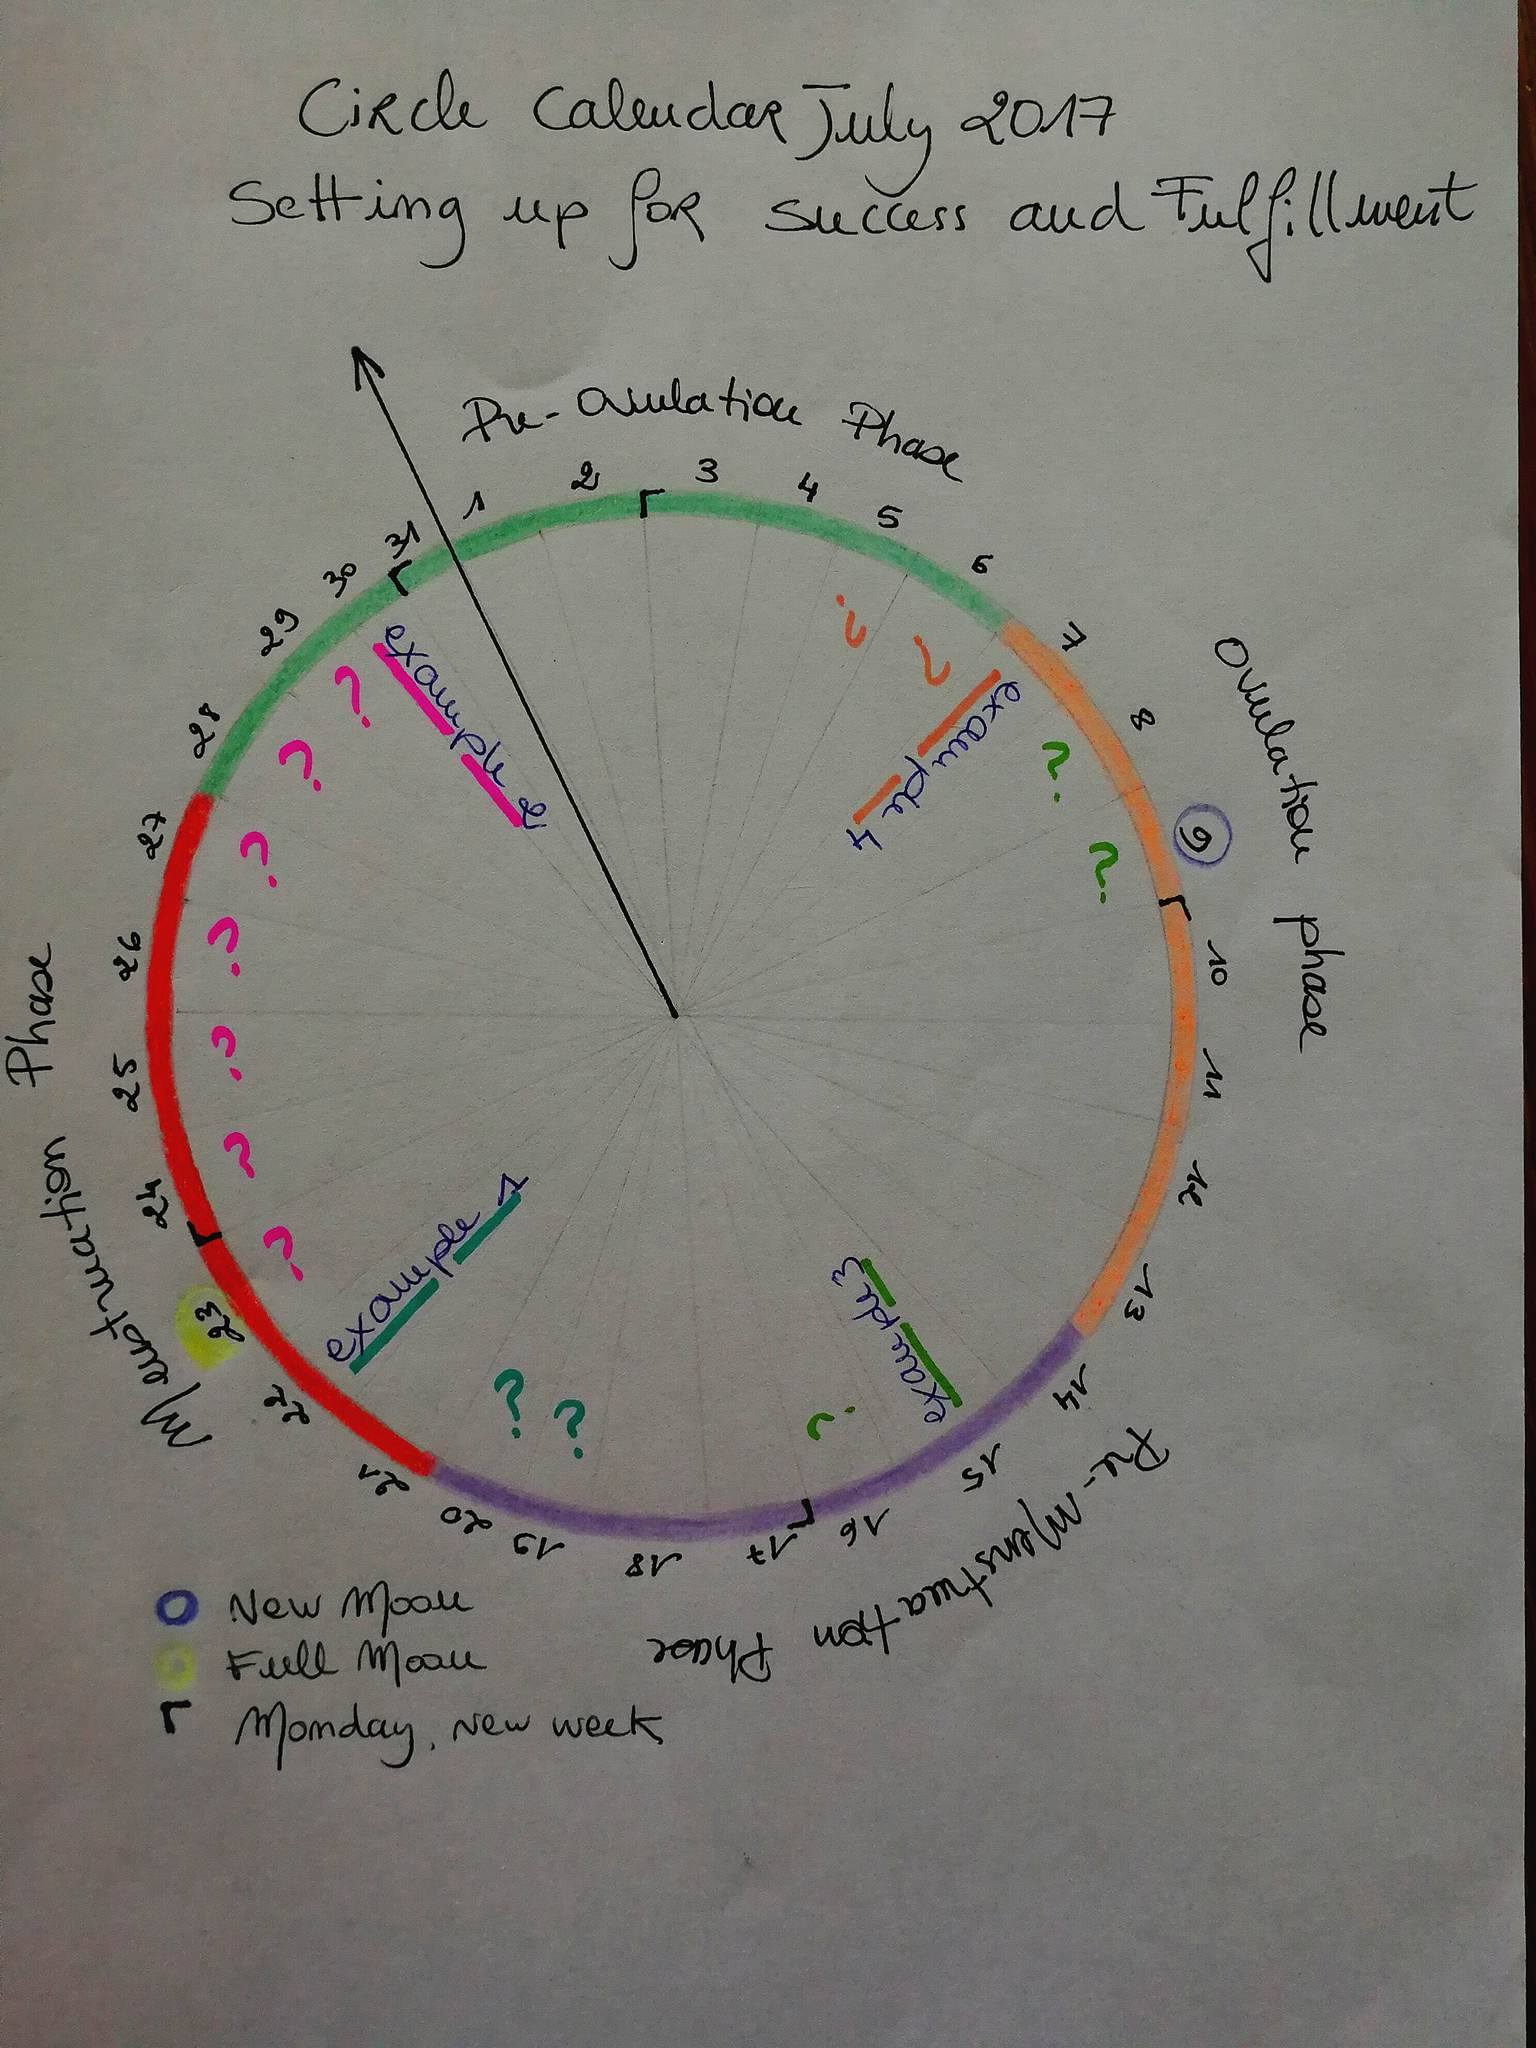 Circle Calendar July 2017
Setting up for success and Fulfillment
Pre-Ovulation Phase
1
2
3
4
5
6
7
8
9
10
11
12
13
14
15
16
17
18
19
20
21
22
23
24
25
26
27
28
29
30
31
Ovulation phase
Pre-Menstruation Phase
Menstruation Phase
example 2
? ? ? ? ? ? ?
example 4
? ?
? ?
example 3
?
example 1
? ?
New Moon
Full Moon
Monday, New week